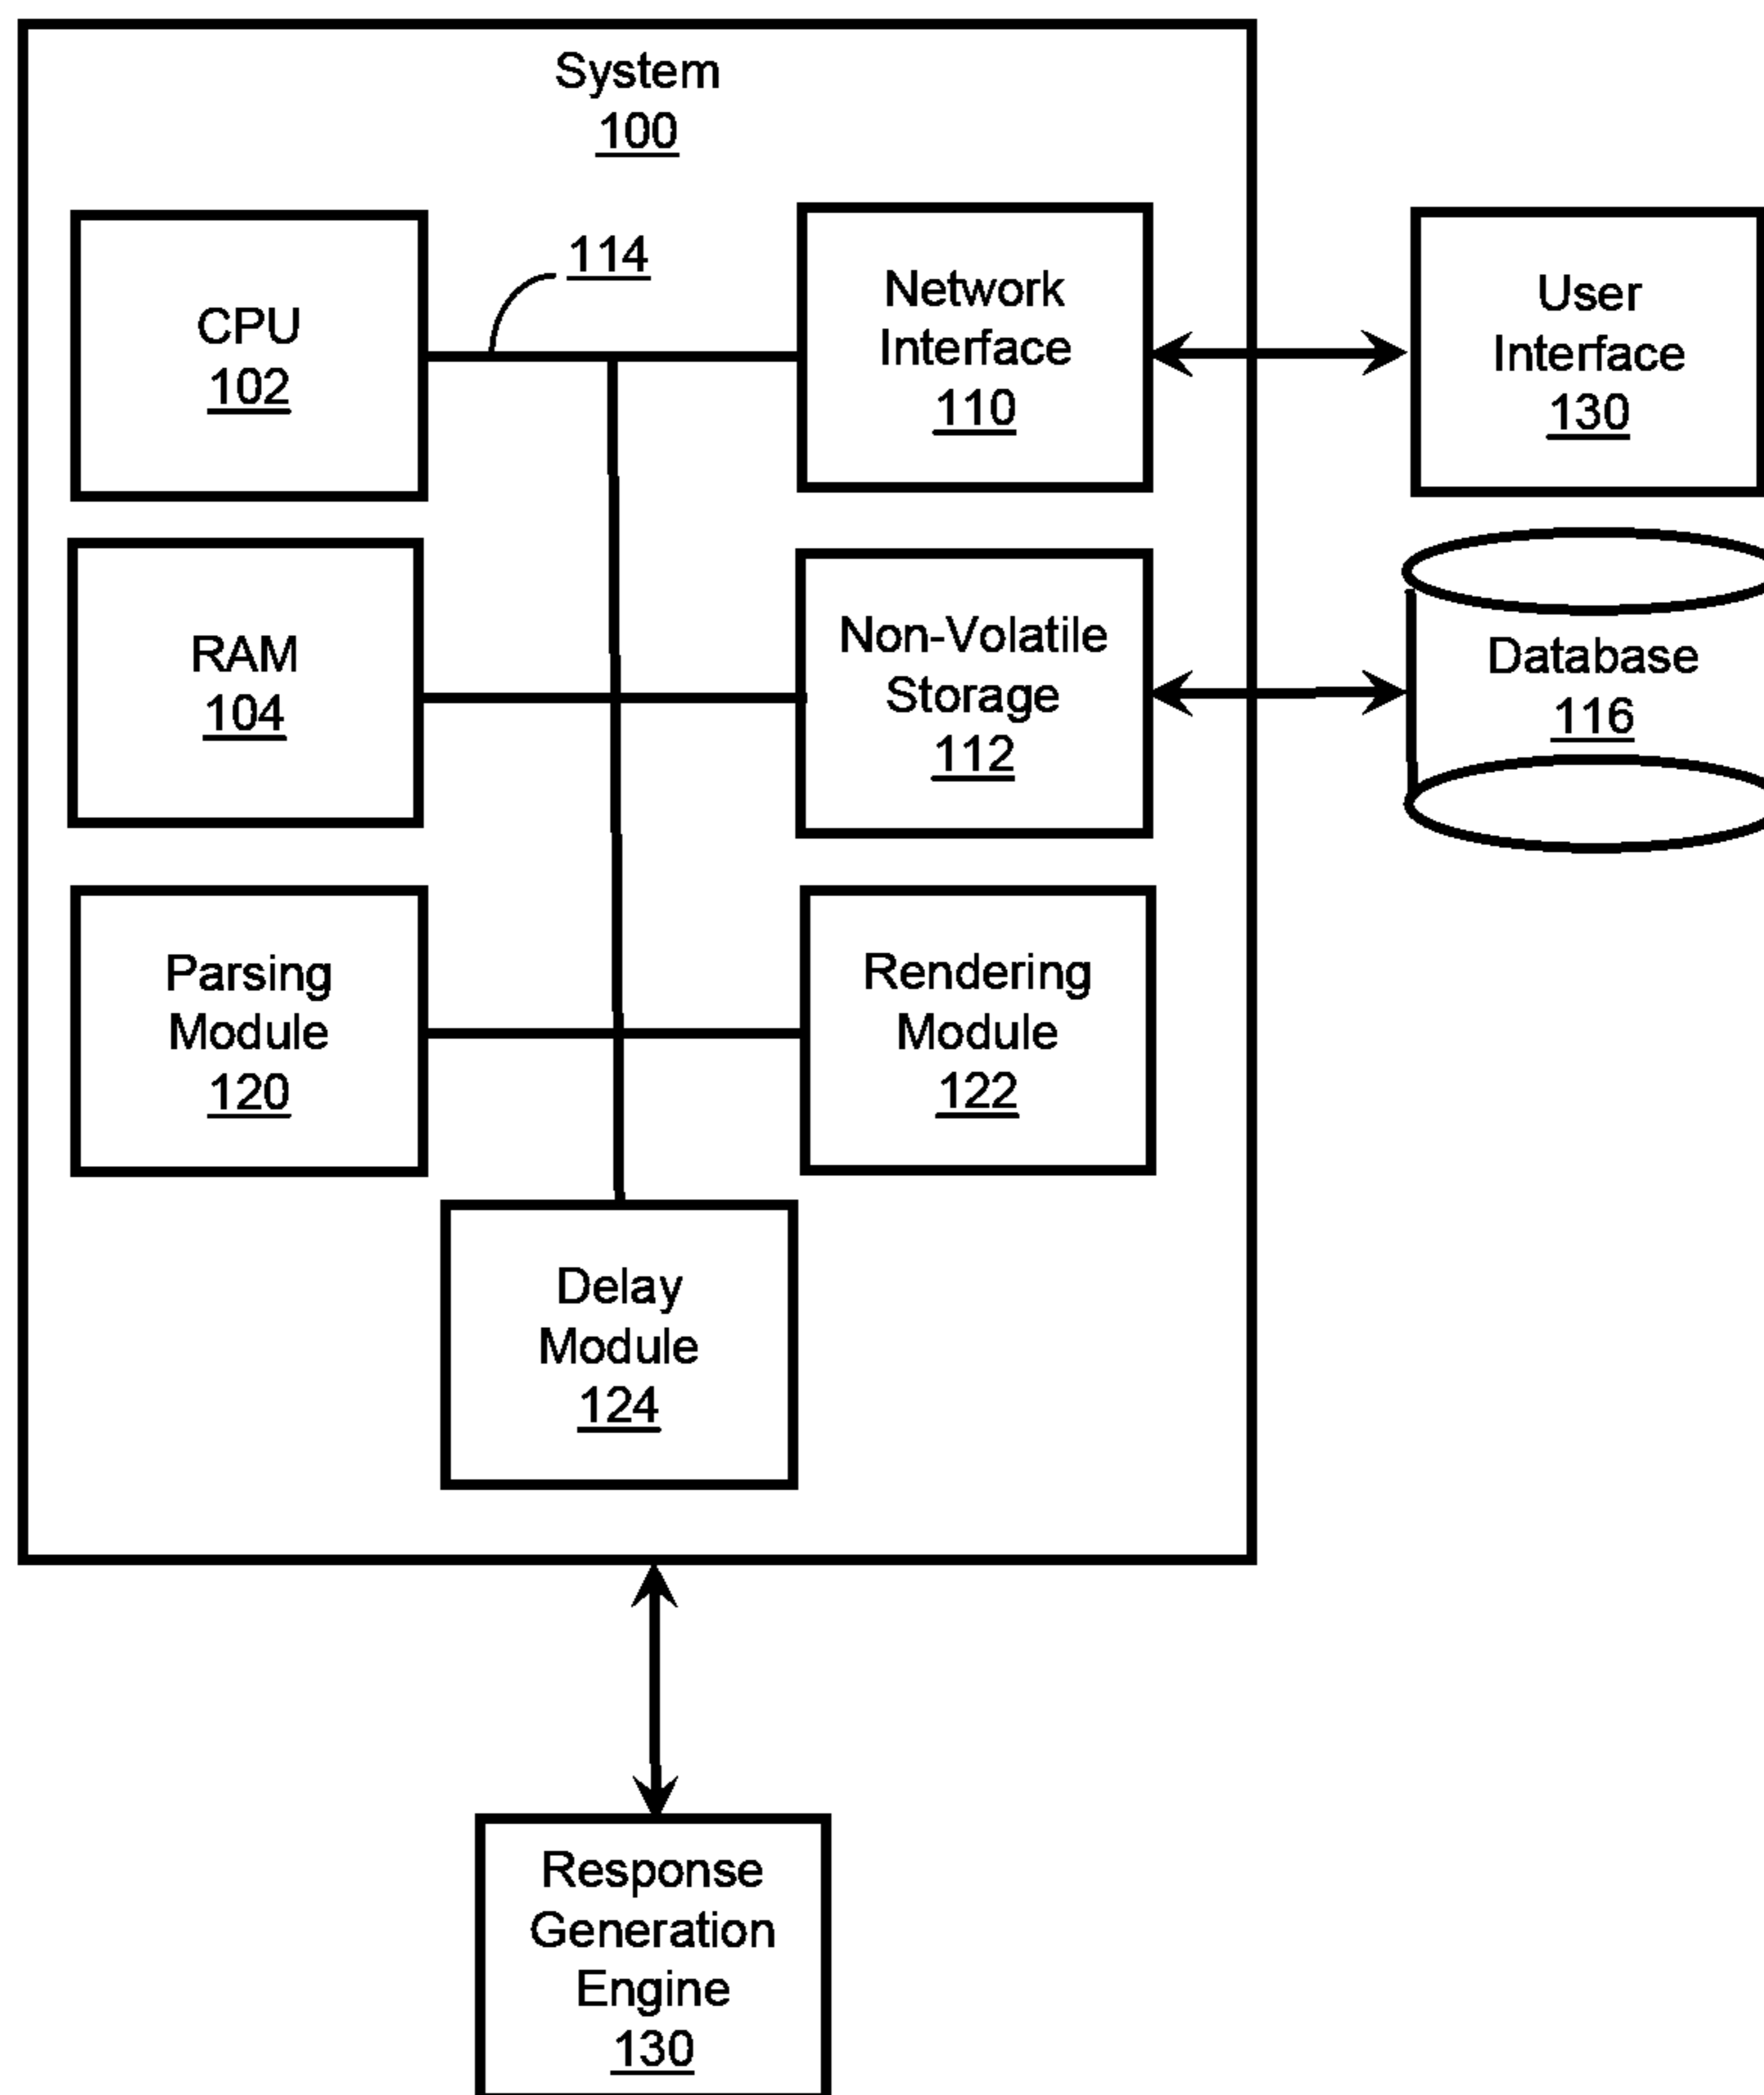 System
100
CPU
102
114
Network
Interface
110
User
Interface
130
RAM
104
Non-Volatile
Storage
112
Database
116
Parsing
Module
120
Rendering
Module
122
Delay
Module
124
Response
Generation
Engine
130